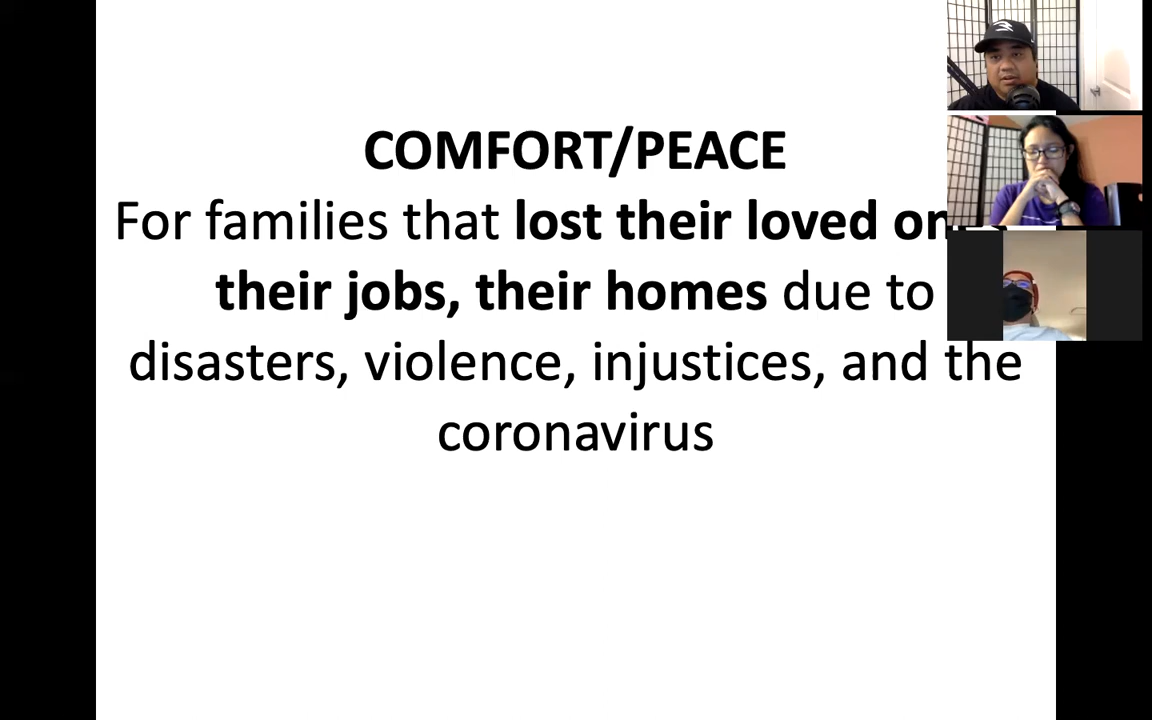 COMFORT/PEACE
For families that lost their loved
their jobs, their homes due to
disasters, violence, injustices, and the
coronavirus